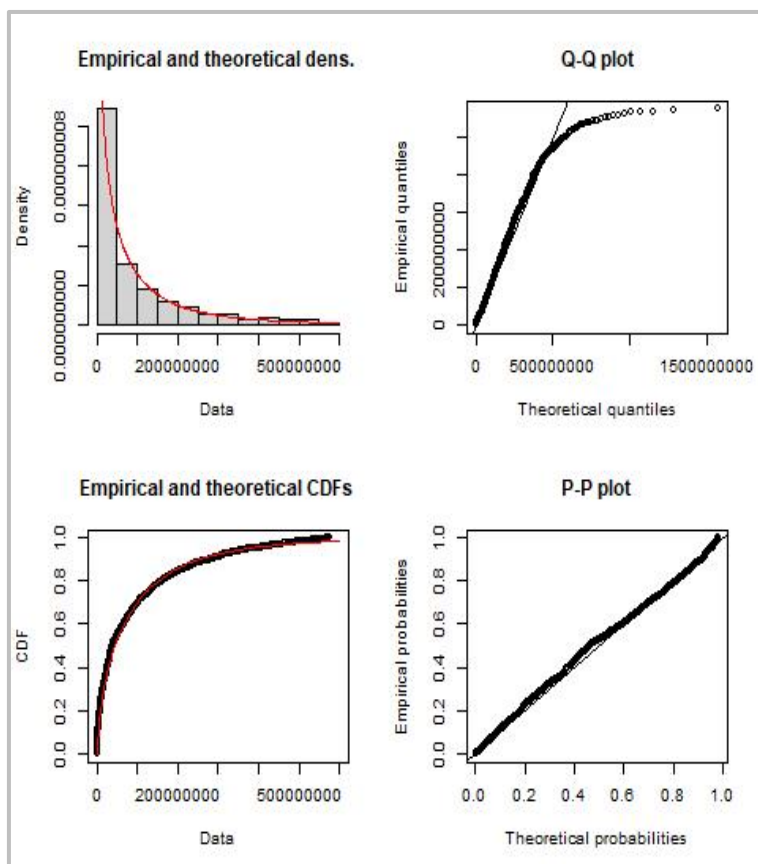 Empirical and theoretical dens.
Density
0.0000000000
0.0000000008
0
200000000
500000000
Data
Q-Q plot
Empirical quantiles
0
2000000000
0
500000000
1500000000
Theoretical quantiles
Empirical and theoretical CDFs
CDF
0.0
0.2
0.4
0.6
0.8
1.0
0
200000000
500000000
Data
P-P plot
Empirical probabilities
0.0
0.2
0.4
0.6
0.8
1.0
0.0
0.2
0.4
0.6
0.8
1.0
Theoretical probabilities